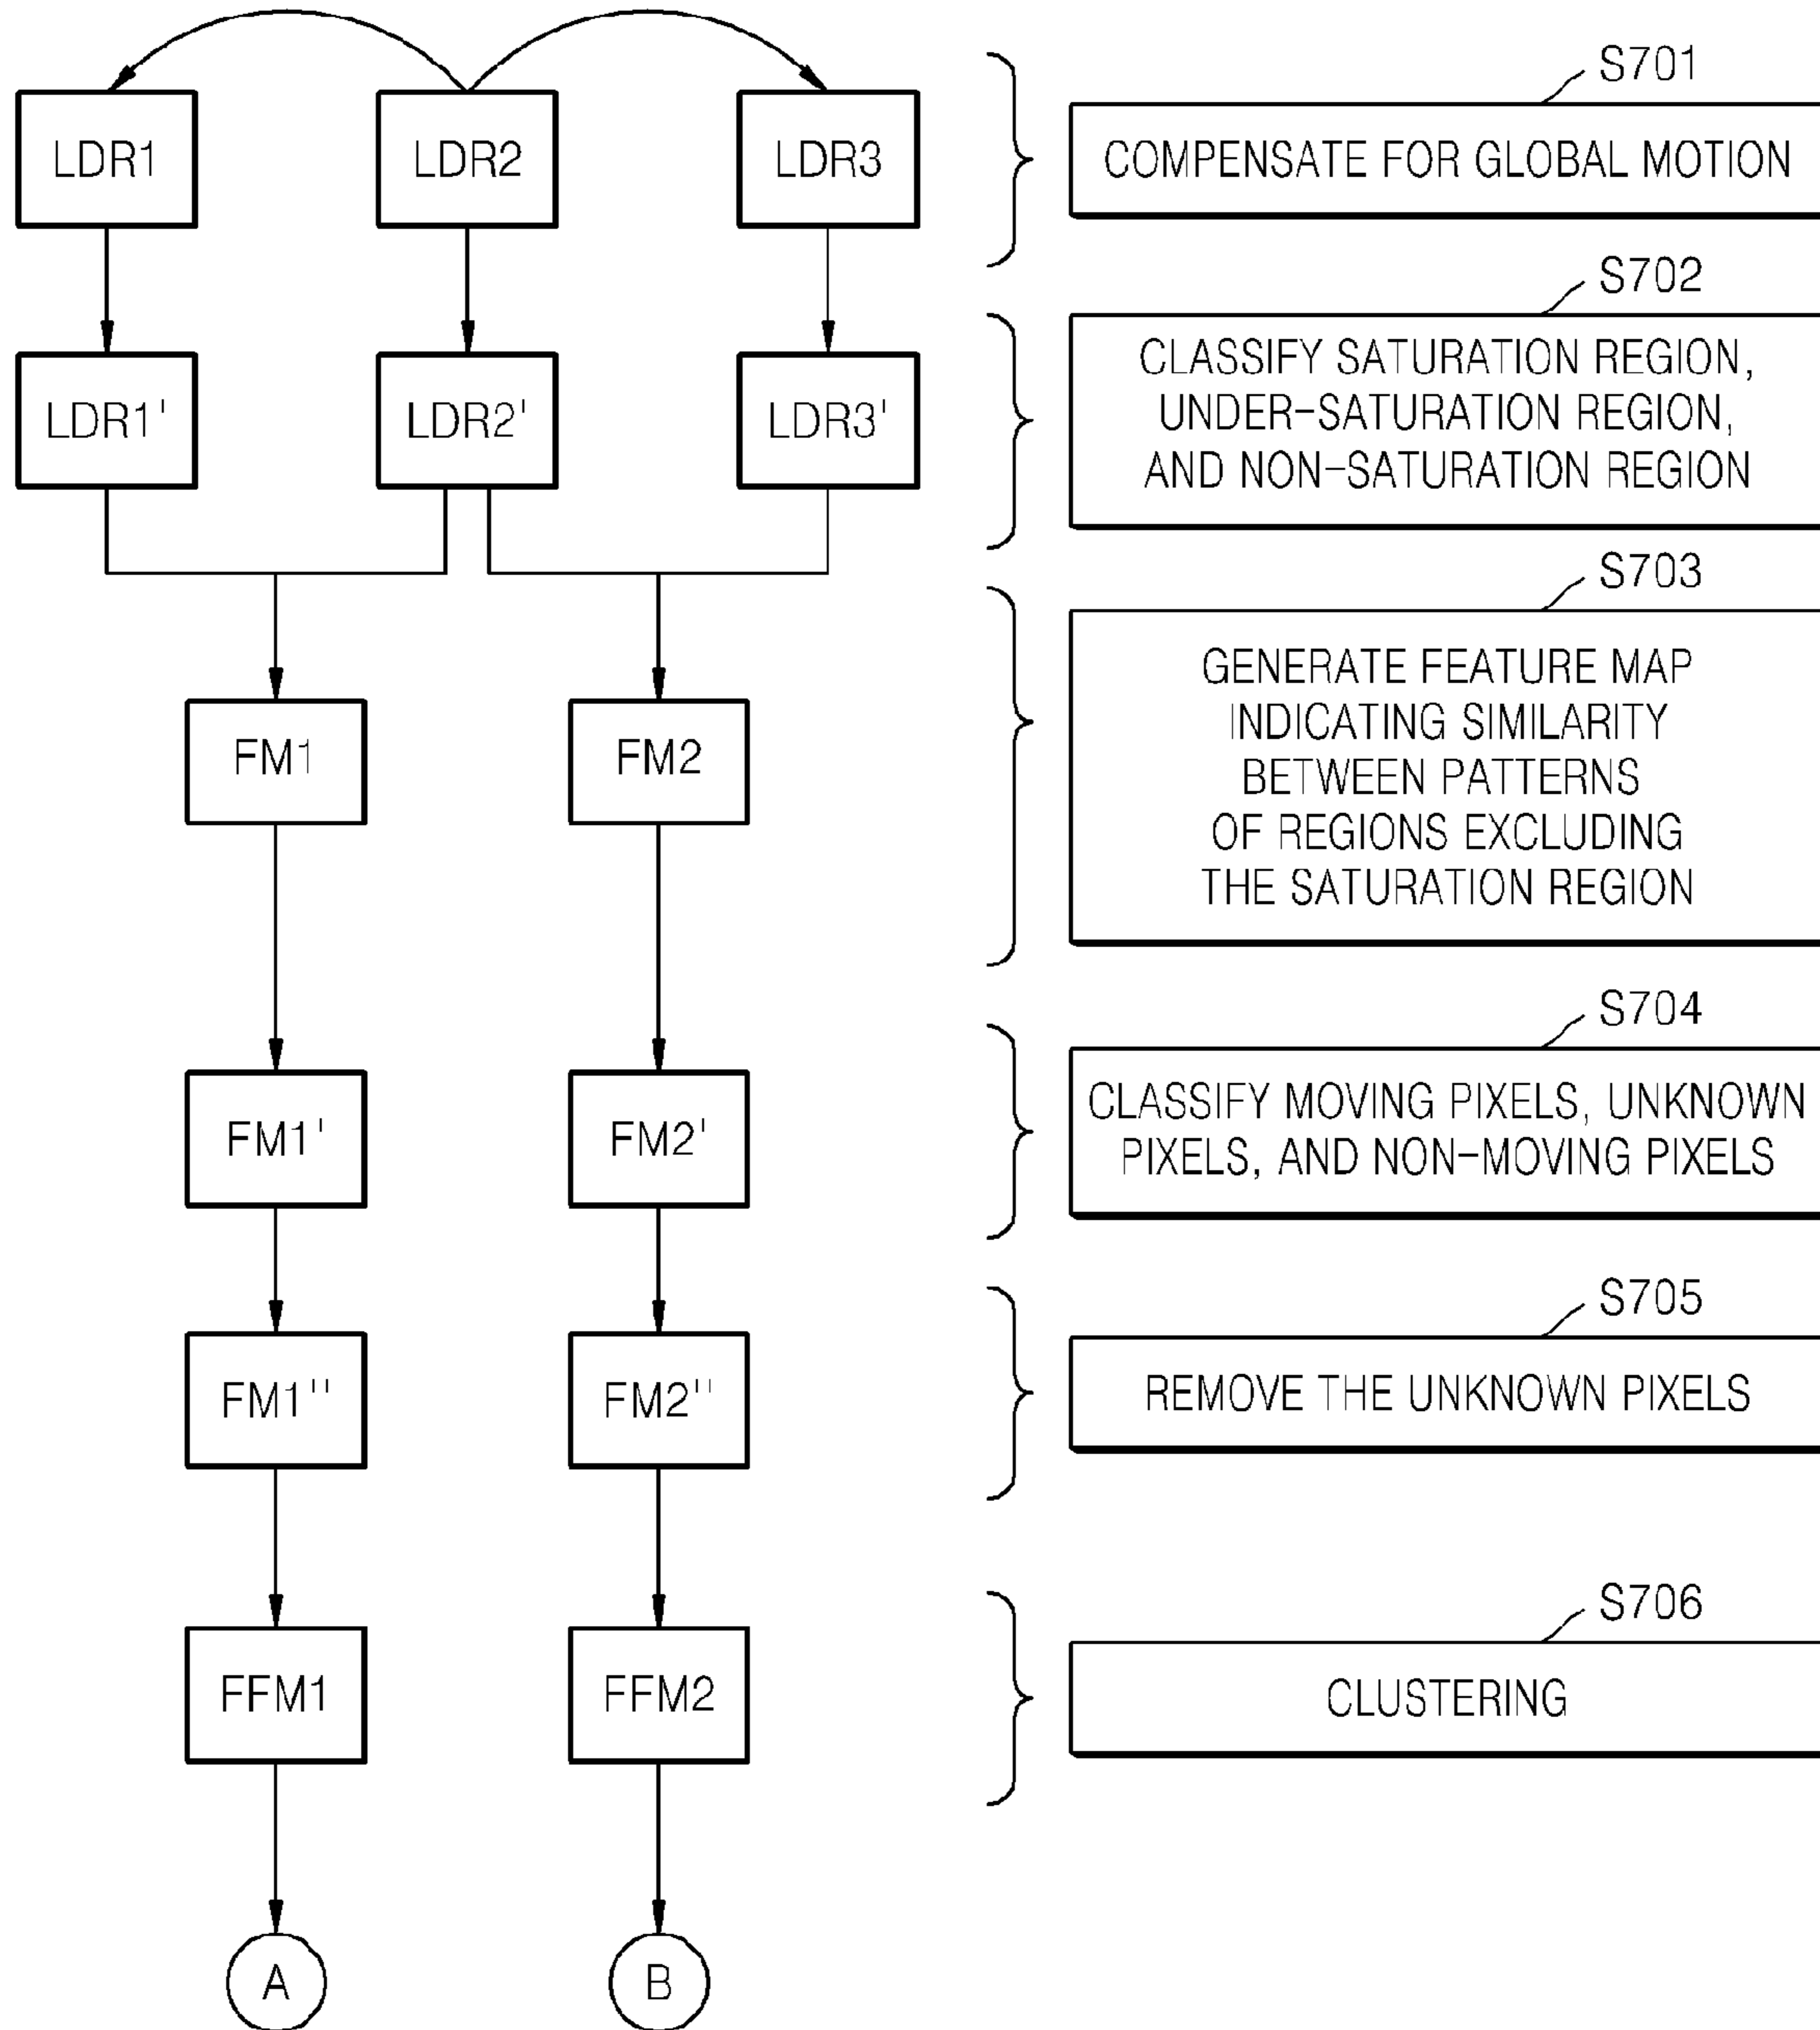 S701
LDR1 LDR2 LDR3
COMPENSATE FOR GLOBAL MOTION
S702
LDR1' LDR2' LDR3'
CLASSIFY SATURATION REGION,
UNDER-SATURATION REGION,
AND NON-SATURATION REGION
S703
FM1 FM2
GENERATE FEATURE MAP
INDICATING SIMILARITY
BETWEEN PATTERNS
OF REGIONS EXCLUDING
THE SATURATION REGION
S704
FM1' FM2'
CLASSIFY MOVING PIXELS, UNKNOWN
PIXELS, AND NON-MOVING PIXELS
S705
FM1'' FM2''
REMOVE THE UNKNOWN PIXELS
S706
FFM1 FFM2
CLUSTERING
A B